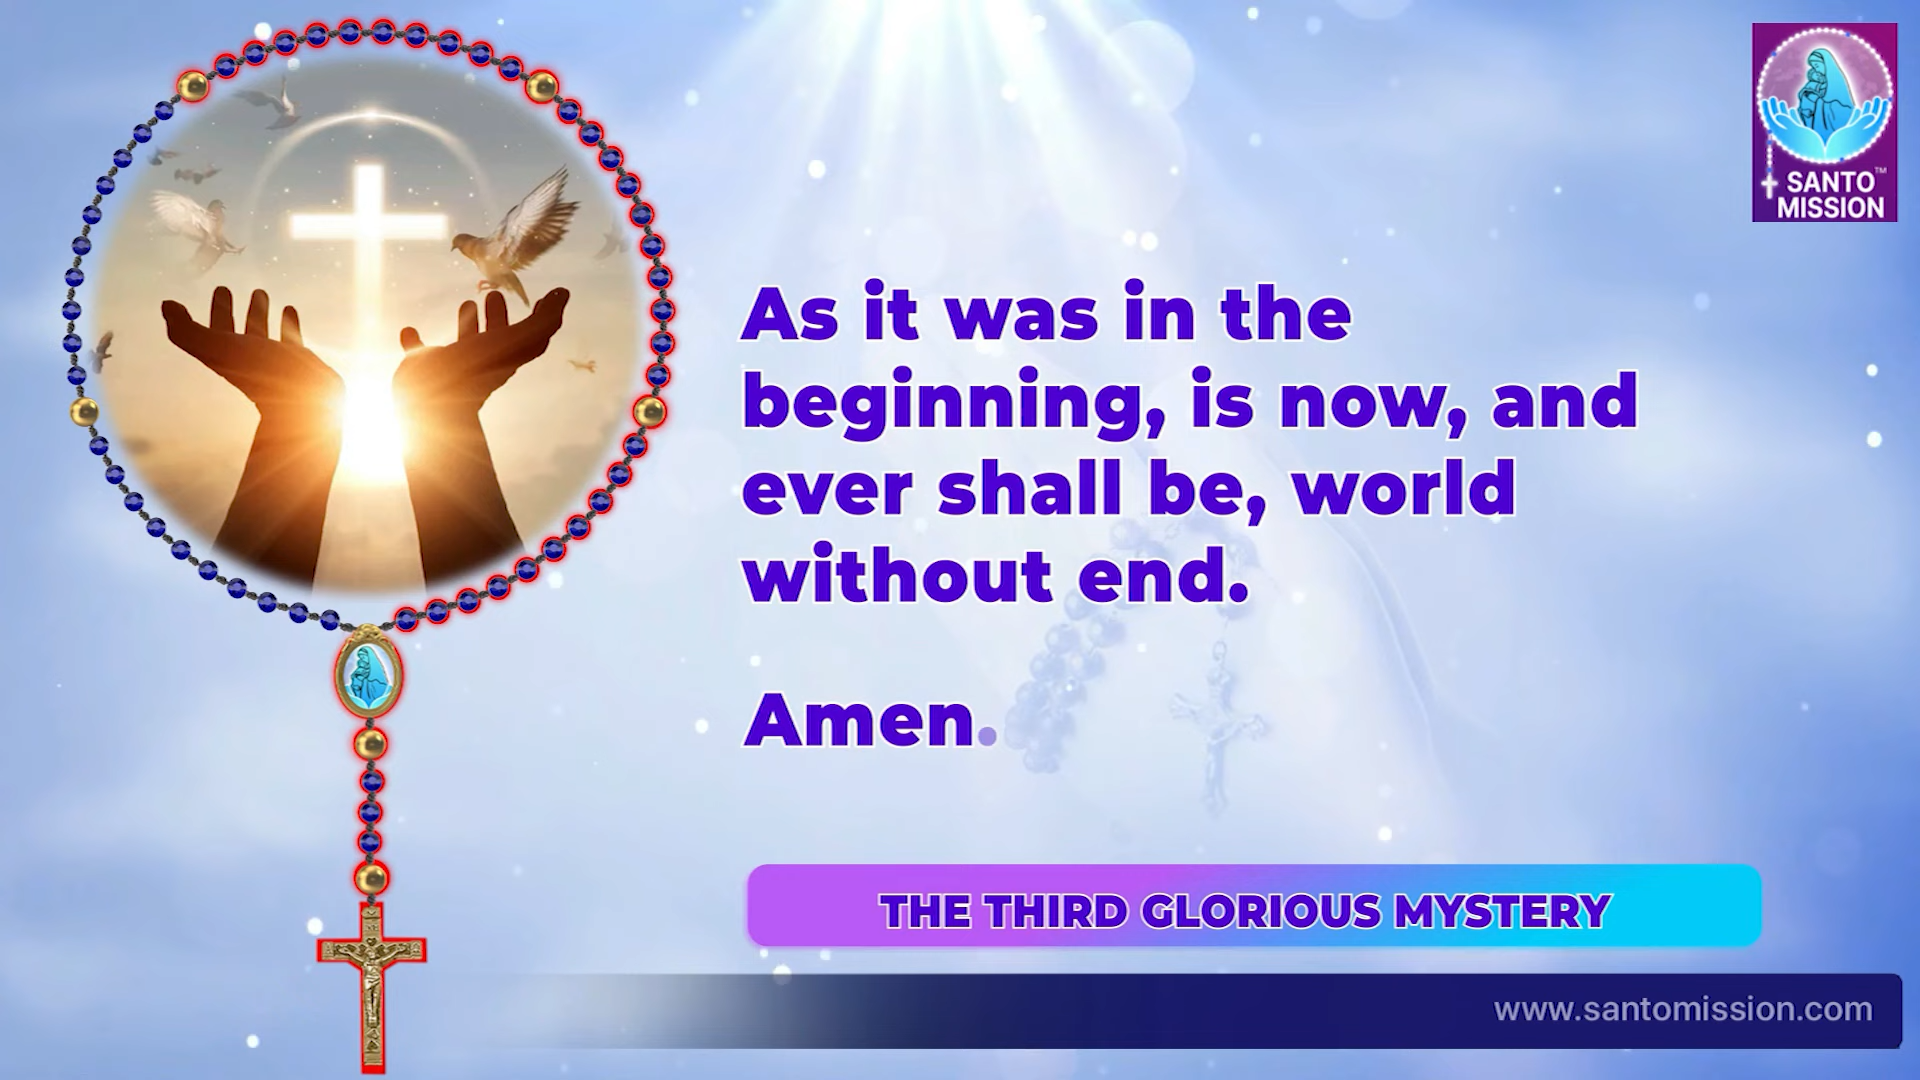 SANTO™
MISSION
As it was in the
beginning, is now, and
ever shall be, world
without end.
Amen.
THE THIRD GLORIOUS MYSTERY
www.santomission.com